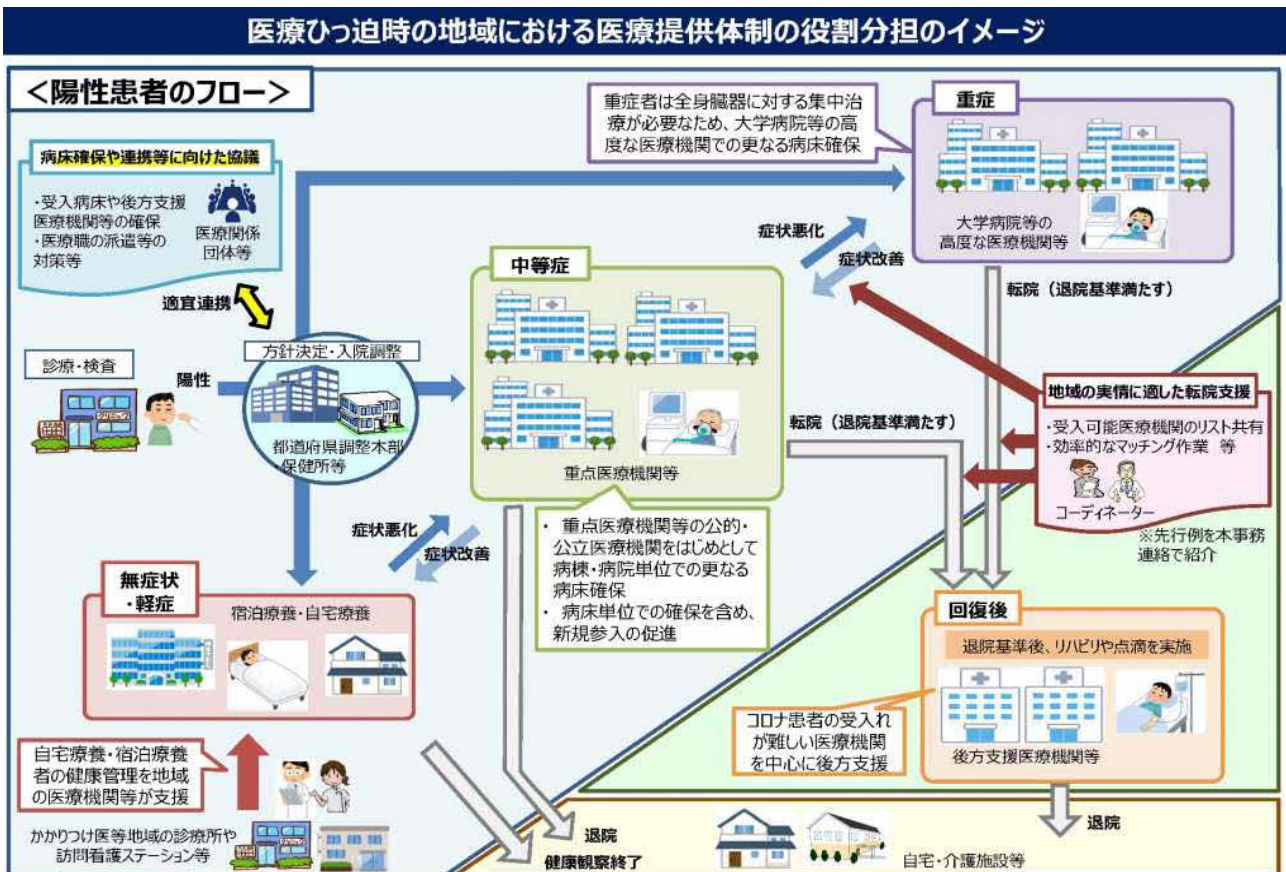 医療ひっ迫時の地域における医療提供体制の役割分担のイメージ
＜陽性患者のフロー＞
病床確保や連携等に向けた協議
・受入病床や後方支援
医療機関等の確保
・医療職の派遣等の
対策等
医療関係
団体等
適宜連携
診療・検査
陽性
方針決定・入院調整
都道府県調整本部
・保健所等
重症者は全身臓器に対する集中治
療が必要なため、大学病院等の高
度な医療機関での更なる病床確保
重症
大学病院等の
高度な医療機関等
症状悪化
症状改善
中等症
重点医療機関等
転院（退院基準満たす）
転院（退院基準満たす）
地域の実情に適した転院支援
・受入可能医療機関のリスト共有
・効率的なマッチング作業 等
コーディネーター
※先行例を本事務
連絡で紹介
・ 重点医療機関等の公的・
公立医療機関をはじめとして
病棟・病院単位での更なる
病床確保
・ 病床単位での確保を含め、
新規参入の促進
症状悪化
症状改善
無症状
・軽症
宿泊療養・自宅療養
自宅療養・宿泊療養
者の健康管理を地域
の医療機関等が支援
かかりつけ医等地域の診療所や
訪問看護ステーション等
回復後
退院基準後、リハビリや点滴を実施
後方支援医療機関等
コロナ患者の受入れ
が難しい医療機関
を中心に後方支援
退院
健康観察終了
退院
自宅・介護施設等